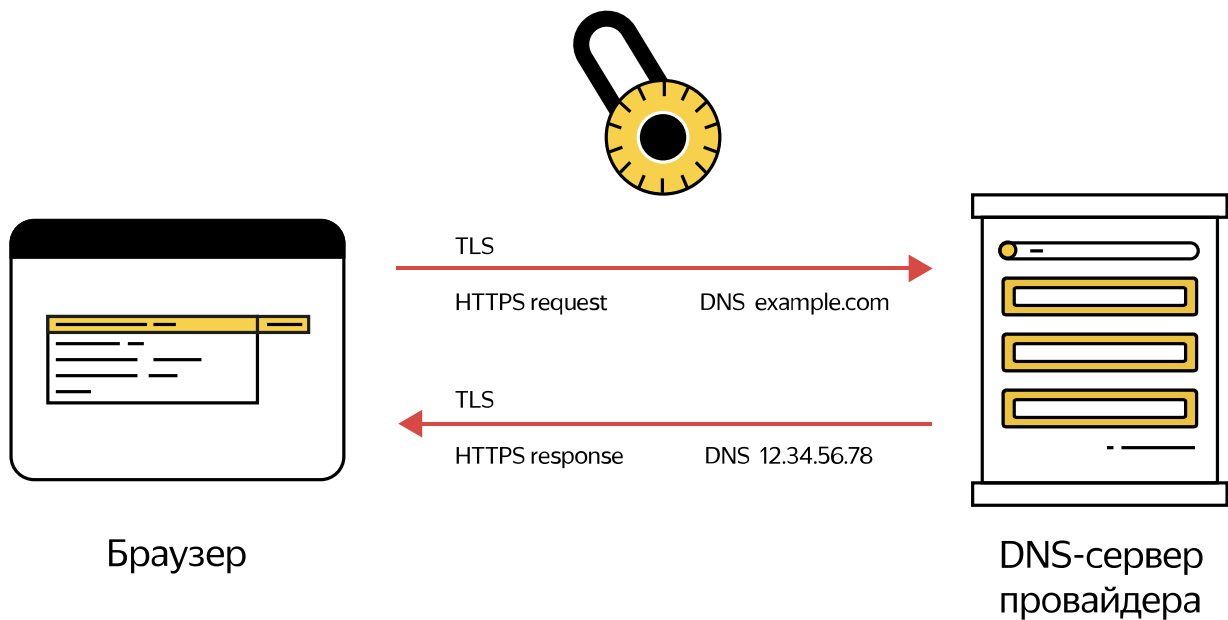 TLS
HTTPS request DNS example.com
TLS
HTTPS response DNS 12.34.56.78
Браузер
DNS-сервер
провайдера